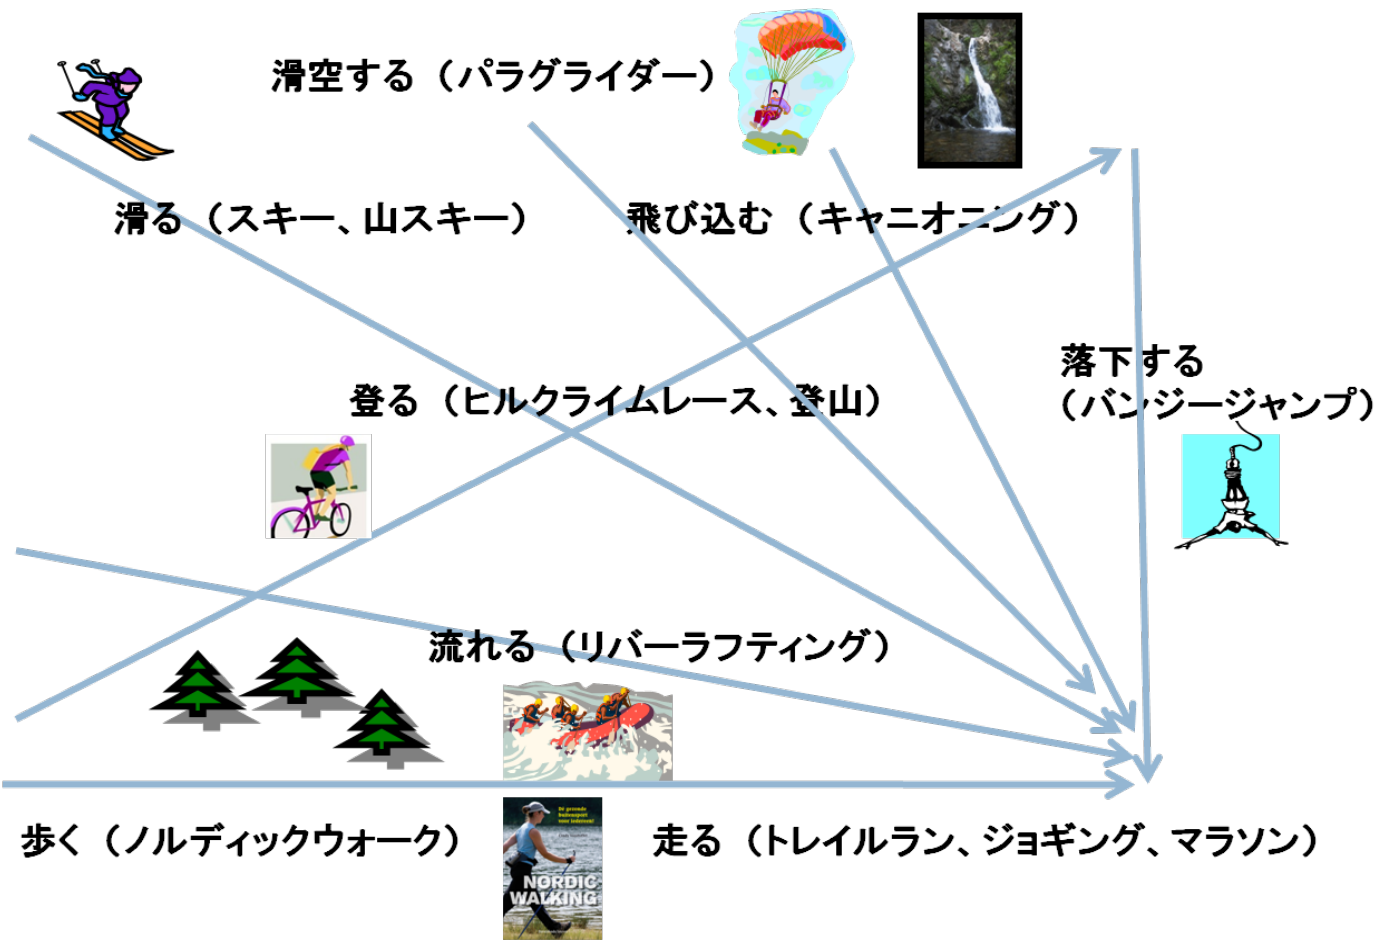 滑空する（パラグライダー）
滑る（スキー、山スキー）
飛び込む（キャニオニング）
落下する
（バンジージャンプ）
登る（ヒルクライムレース、登山）
流れる（リバーラフティング）
歩く（ノルディックウォーク）
走る（トレイルラン、ジョギング、マラソン）
NORDIC
WALKING